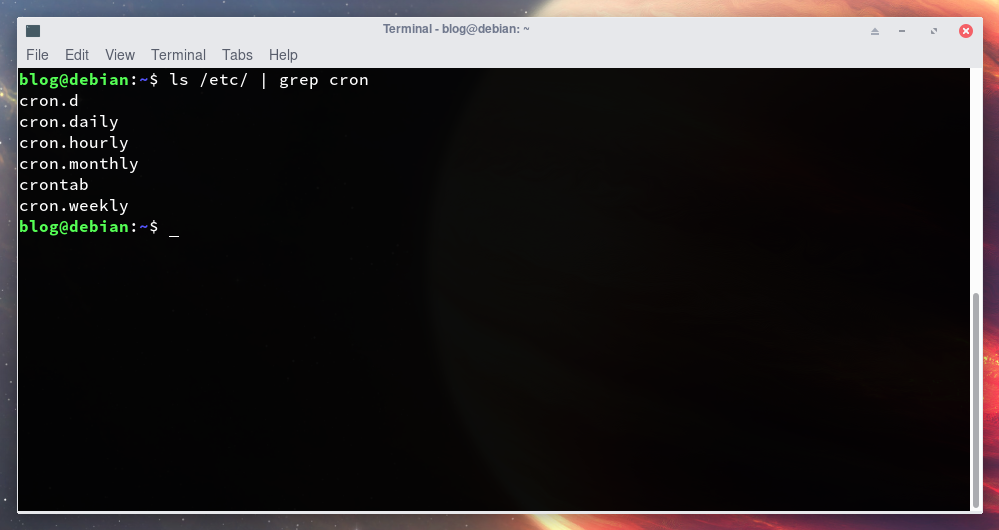 Terminal - blog@debian: ~
File Edit View Terminal Tabs Help
blog@debian:~$ ls /etc/ | grep cron
cron.d
cron.daily
cron.hourly
cron.monthly
crontab
cron.weekly
blog@debian:~$ _